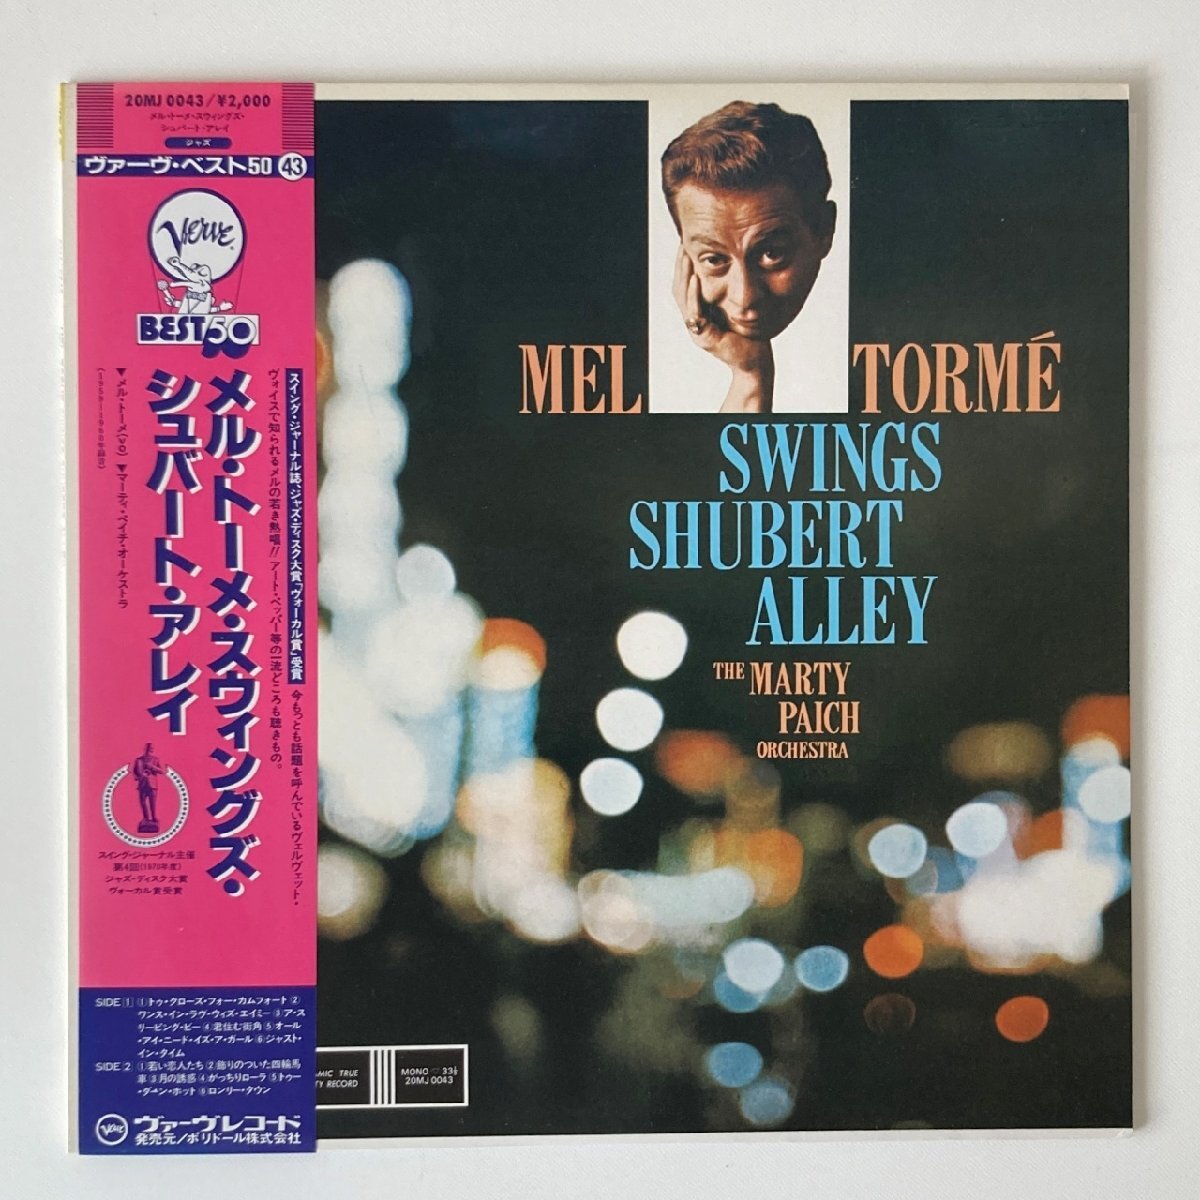 20MJ 0043/¥2,000
メル・トーメ・スウィングズ・
シュバート・アレイ
ジャズ
ヴァーヴ・ベスト50 43
Verve
BEST 50
スイング・ジャーナル誌、ジャズ・ディスク大賞「ヴォーカル賞」受賞 今もっとも話題を呼んでいるヴェルヴェット・
ヴォイスで知られるメルの若き熱唱!! アート・ペッパー等の一流どころも聴きもの。
メル・トーメ・スウィングズ・
シュバート・アレイ
▼メル・トーメ(vo) ▼マーティ・ペイチ・オーケストラ
スイング・ジャーナル主催
第4回(1970年度)
ジャズ・ディスク大賞
ヴォーカル賞受賞
SIDE 1 ①トゥ・クローズ・フォー・カムフォート②
ワンス・イン・ラヴ・ウィズ・エイミー③ア・ス
リーピング・ビー④君住む街角⑤オール
・アイ・ニード・イズ・ア・ガール⑥ジャスト・
イン・タイム
SIDE 2 ①若い恋人たち②飾りのついた四輪馬
車③月の誘惑④がっちりローラ⑤トゥー
・ダーン・ホット⑥ロンリー・タウン
Verve ヴァーヴレコード
発売元/ポリドール株式会社
MEL TORMÉ
SWINGS
SHUBERT
ALLEY
THE MARTY
PAICH
ORCHESTRA
AMIC TRUE
TY RECORD
MONO 33⅓
20MJ 0043